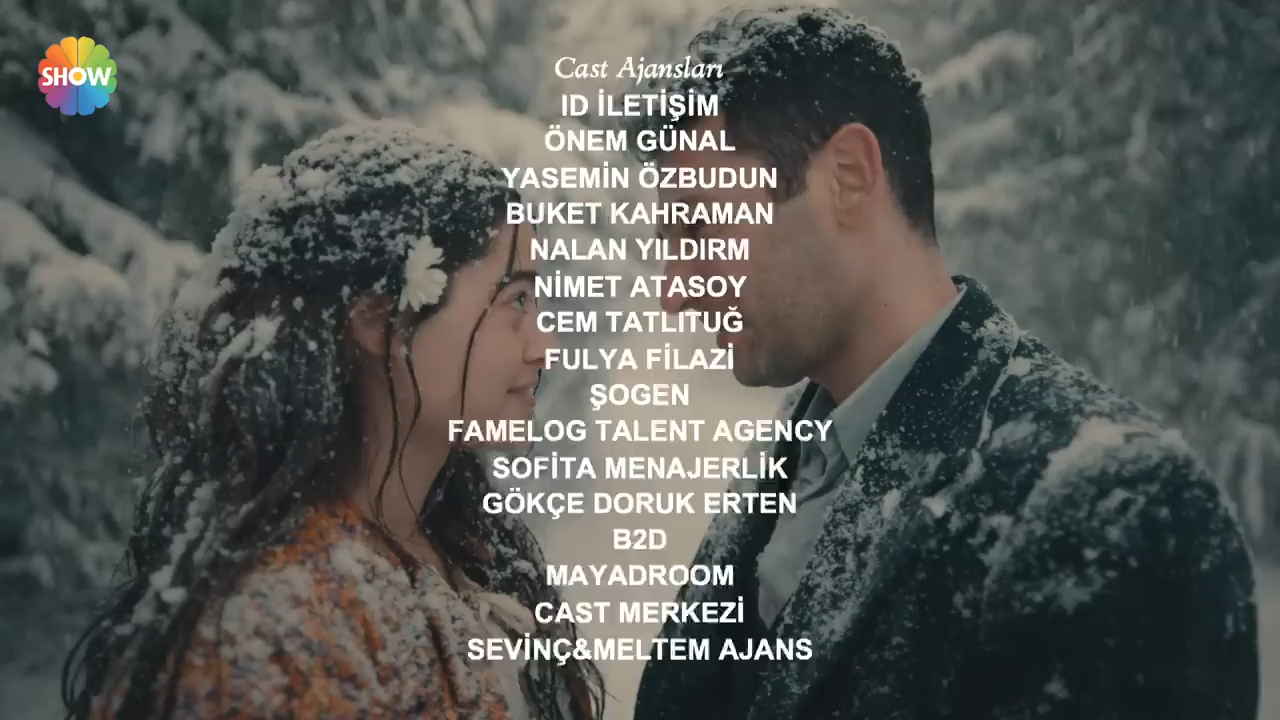 SHOW
Cast Ajansları
ID İLETİŞİM
ÖNEM GÜNAL
YASEMİN ÖZBUDUN
BUKET KAHRAMAN
NALAN YILDIRM
NİMET ATASOY
CEM TATLITUĞ
FULYA FİLAZİ
ŞOGEN
FAMELOG TALENT AGENCY
SOFİTA MENAJERLİK
GÖKÇE DORUK ERTEN
B2D
MAYADROOM
CAST MERKEZİ
SEVİNÇ&MELTEM AJANS